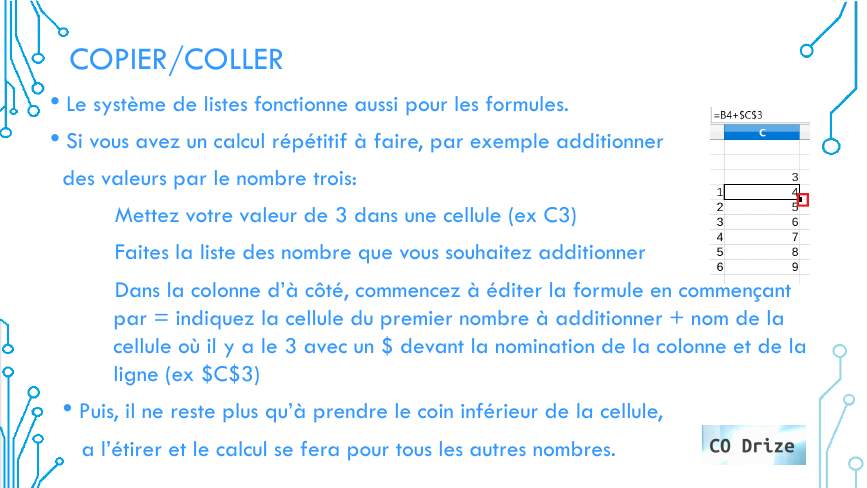 COPIER/COLLER
• Le système de listes fonctionne aussi pour les formules.
• Si vous avez un calcul répétitif à faire, par exemple additionner
des valeurs par le nombre trois:
Mettez votre valeur de 3 dans une cellule (ex C3)
Faites la liste des nombre que vous souhaitez additionner
Dans la colonne d'à côté, commencez à éditer la formule en commençant
par = indiquez la cellule du premier nombre à additionner + nom de la
cellule où il y a le 3 avec un $ devant la nomination de la colonne et de la
ligne (ex $C$3)
• Puis, il ne reste plus qu'à prendre le coin inférieur de la cellule,
a l'étirer et le calcul se fera pour tous les autres nombres.
=B4+$C$3
C
3
1 4
2 5
3 6
4 7
5 8
6 9
CO Drize